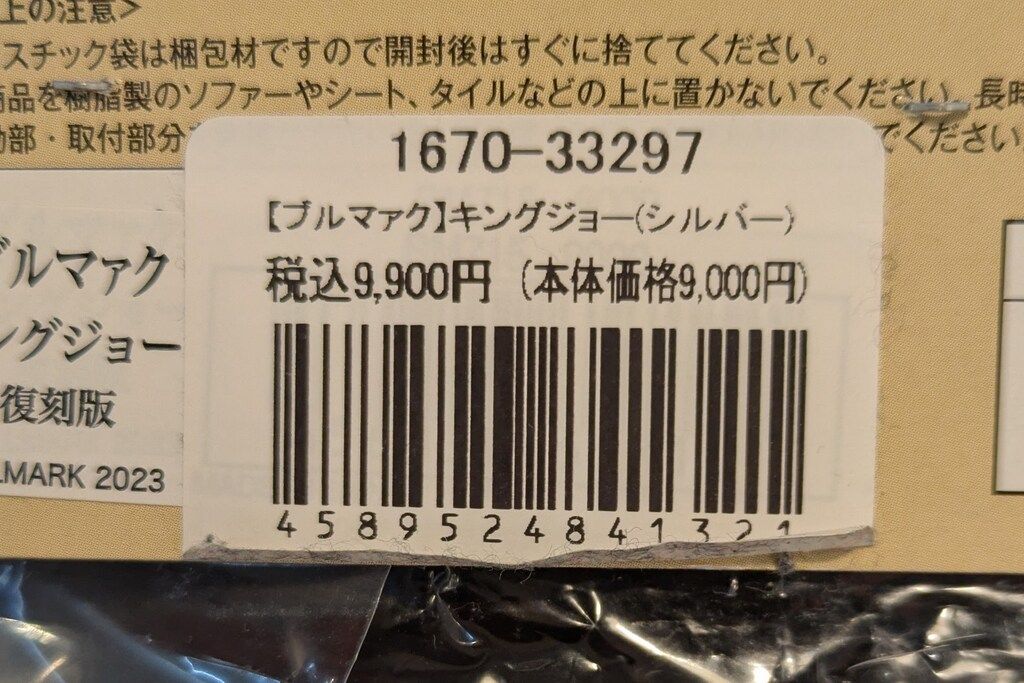 上の注意>
スチック袋は梱包材ですので開封後はすぐに捨ててください。
商品を樹脂製のソファーやシート、タイルなどの上に置かないでください。長時
動部・取付部分
でください
1670-33297
【ブルマァク】キングジョー(シルバー)
税込9,900円 (本体価格9,000円)
4589524841321
ブルマァク
ングジョー
復刻版
LMARK 2023